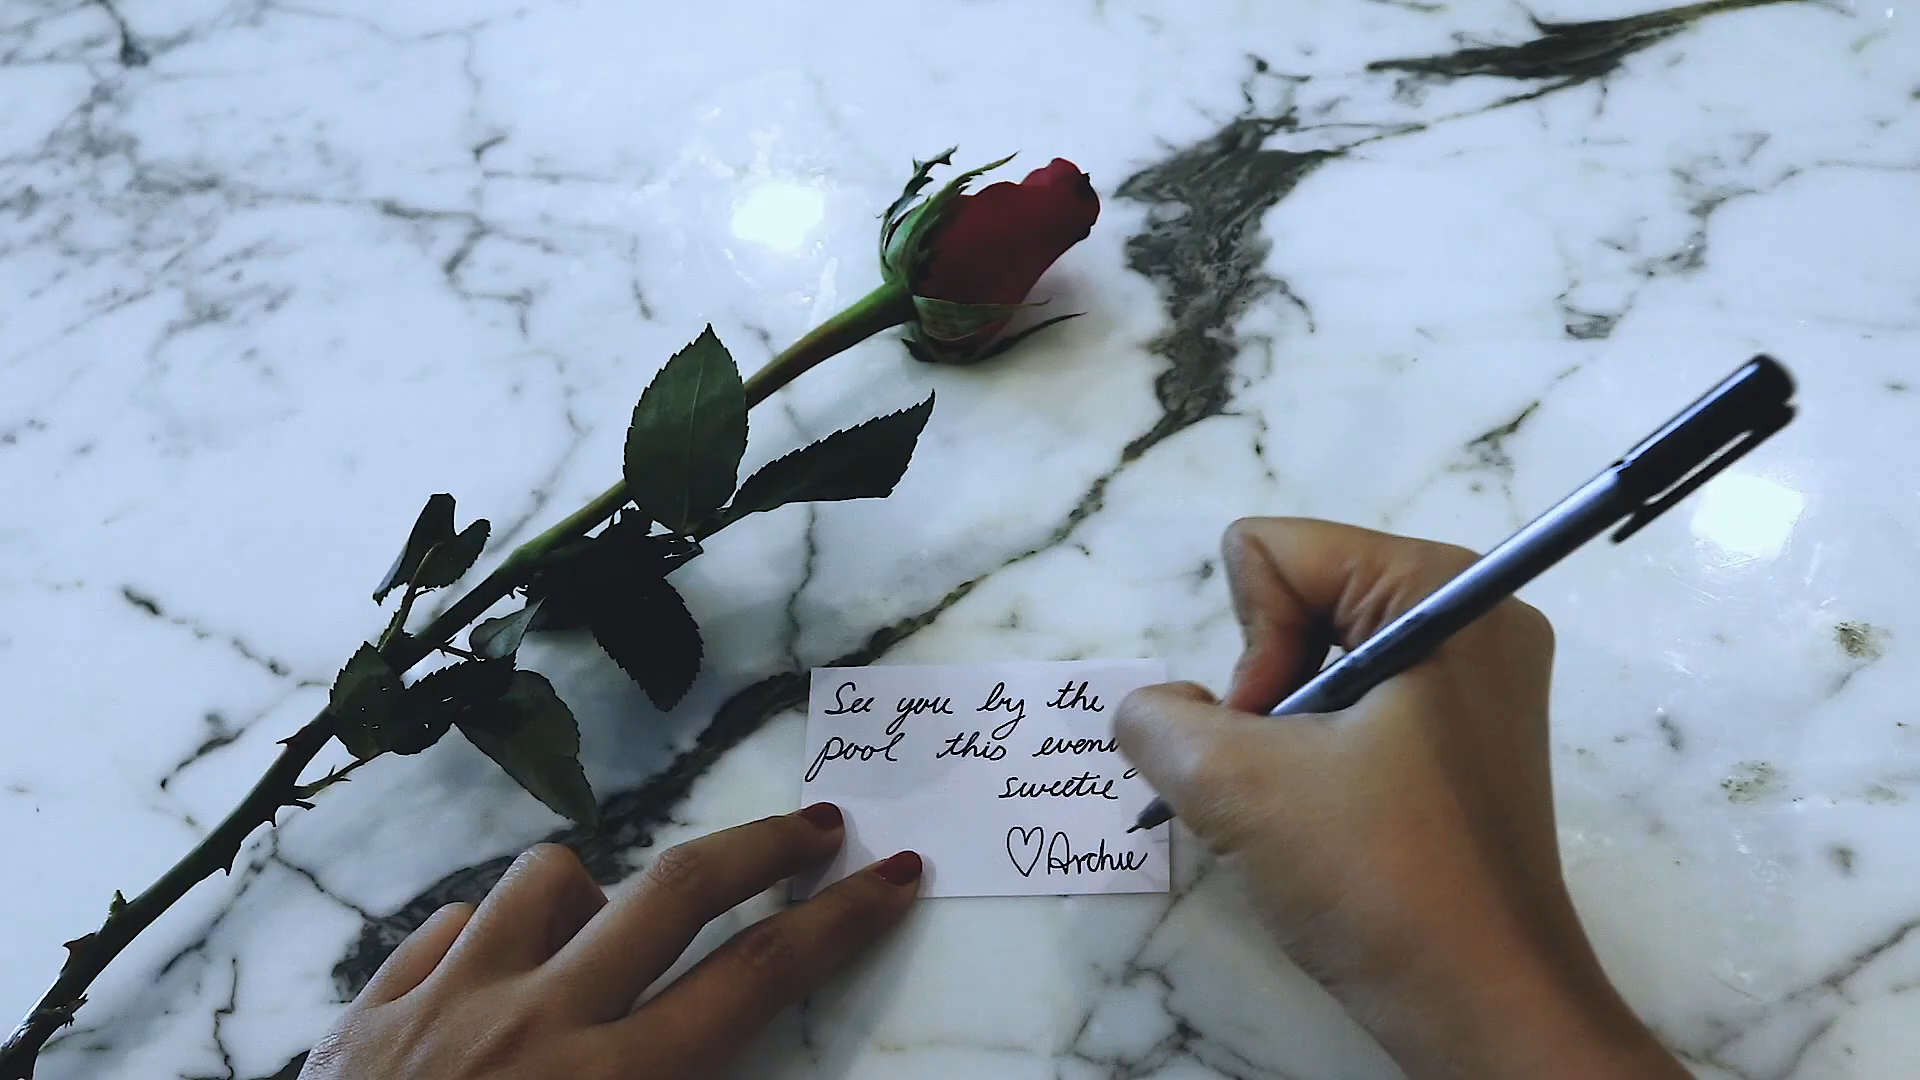 See you by the
pool this
sweetie
♡Archie